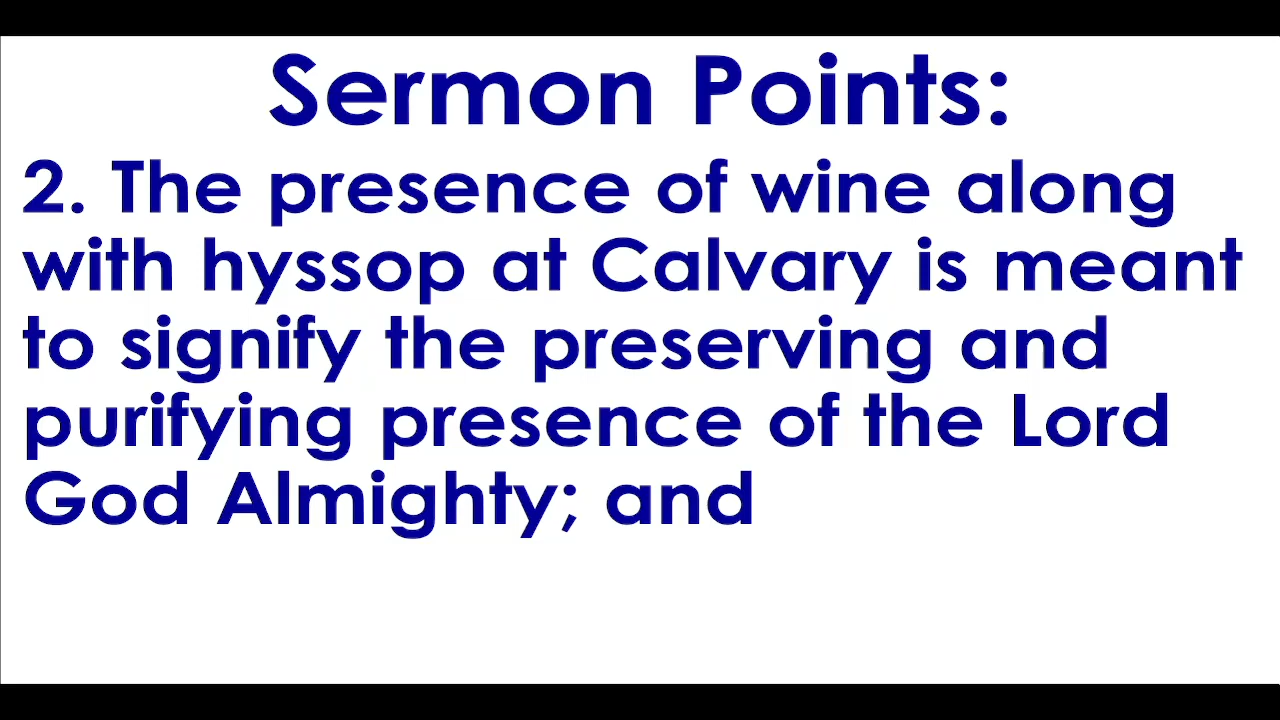 Sermon Points:
2. The presence of wine along
with hyssop at Calvary is meant
to signify the preserving and
purifying presence of the Lord
God Almighty; and